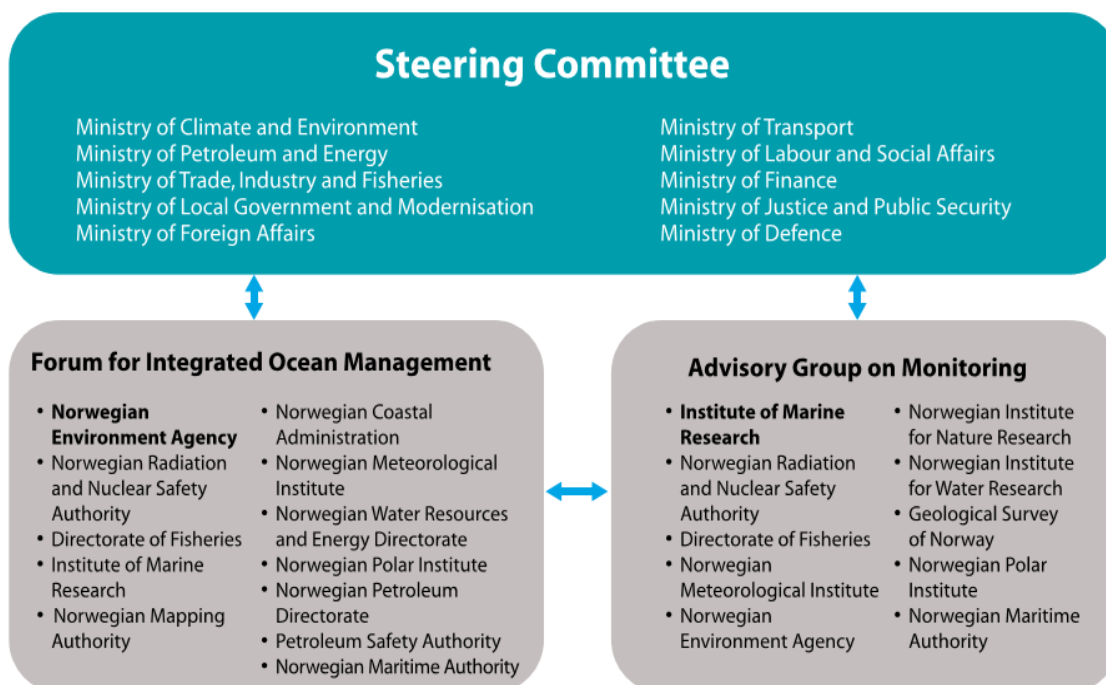 Steering Committee
Ministry of Climate and Environment
Ministry of Petroleum and Energy
Ministry of Trade, Industry and Fisheries
Ministry of Local Government and Modernisation
Ministry of Foreign Affairs
Ministry of Transport
Ministry of Labour and Social Affairs
Ministry of Finance
Ministry of Justice and Public Security
Ministry of Defence
Forum for Integrated Ocean Management
• Norwegian
Environment Agency
• Norwegian Radiation
and Nuclear Safety
Authority
• Directorate of Fisheries
• Institute of Marine
Research
• Norwegian Mapping
Authority
• Norwegian Coastal
Administration
• Norwegian Meteorological
Institute
• Norwegian Water Resources
and Energy Directorate
• Norwegian Polar Institute
• Norwegian Petroleum
Directorate
• Petroleum Safety Authority
• Norwegian Maritime Authority
Advisory Group on Monitoring
• Institute of Marine
Research
• Norwegian Radiation
and Nuclear Safety
Authority
• Directorate of Fisheries
• Norwegian
Meteorological Institute
• Norwegian
Environment Agency
• Norwegian Institute
for Nature Research
• Norwegian Institute
for Water Research
• Geological Survey
of Norway
• Norwegian Polar
Institute
• Norwegian Maritime
Authority